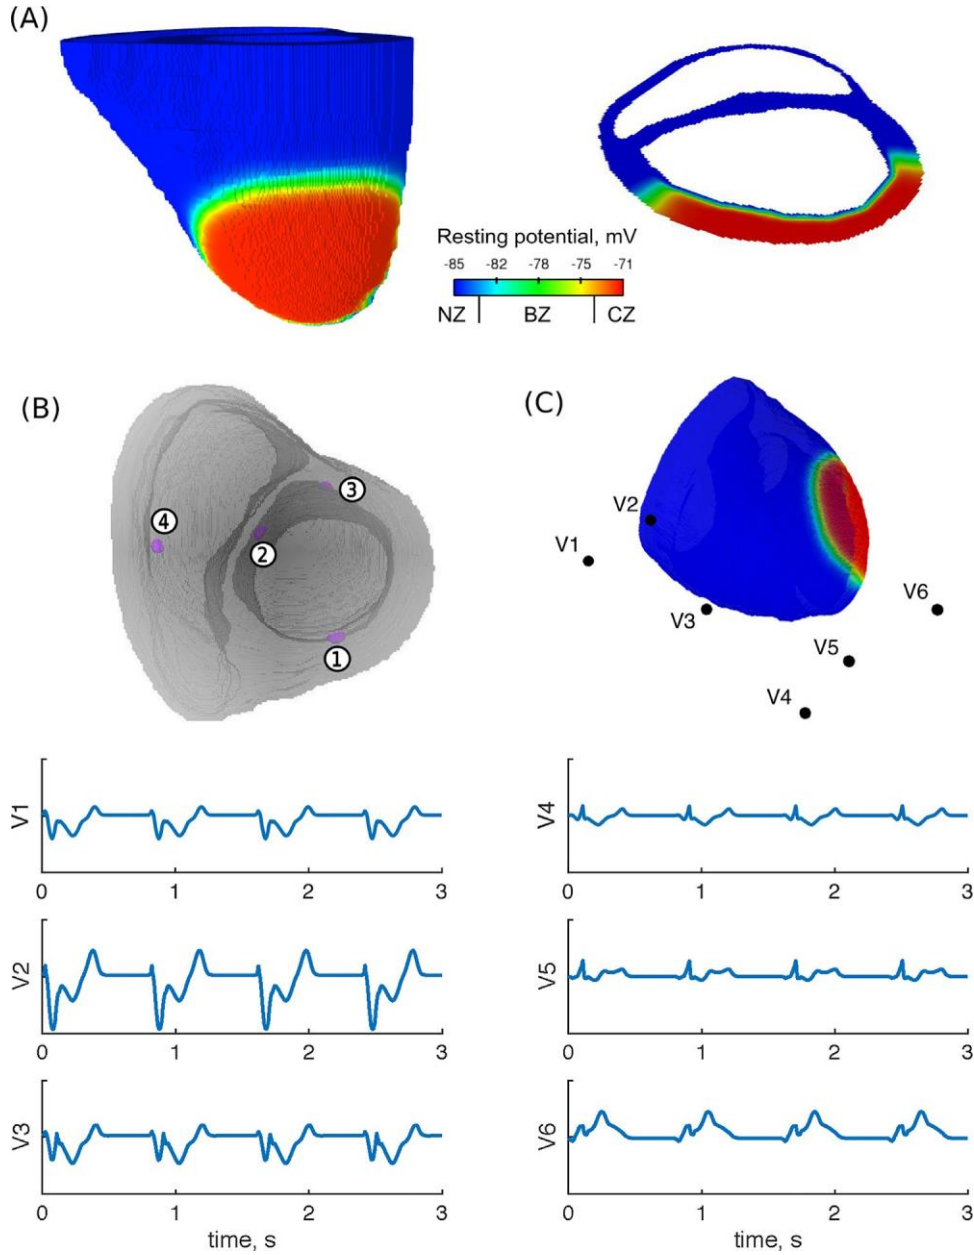 (A)
Resting potential, mV
-85 -82 -78 -75 -71
NZ BZ CZ
(B)
(C)
4
3
2
1
V2
V1
V3
V6
V5
V4
V1
0 1 2 3
V4
0 1 2 3
V2
0 1 2 3
V5
0 1 2 3
V3
0 1 2 3
time, s
V6
0 1 2 3
time, s